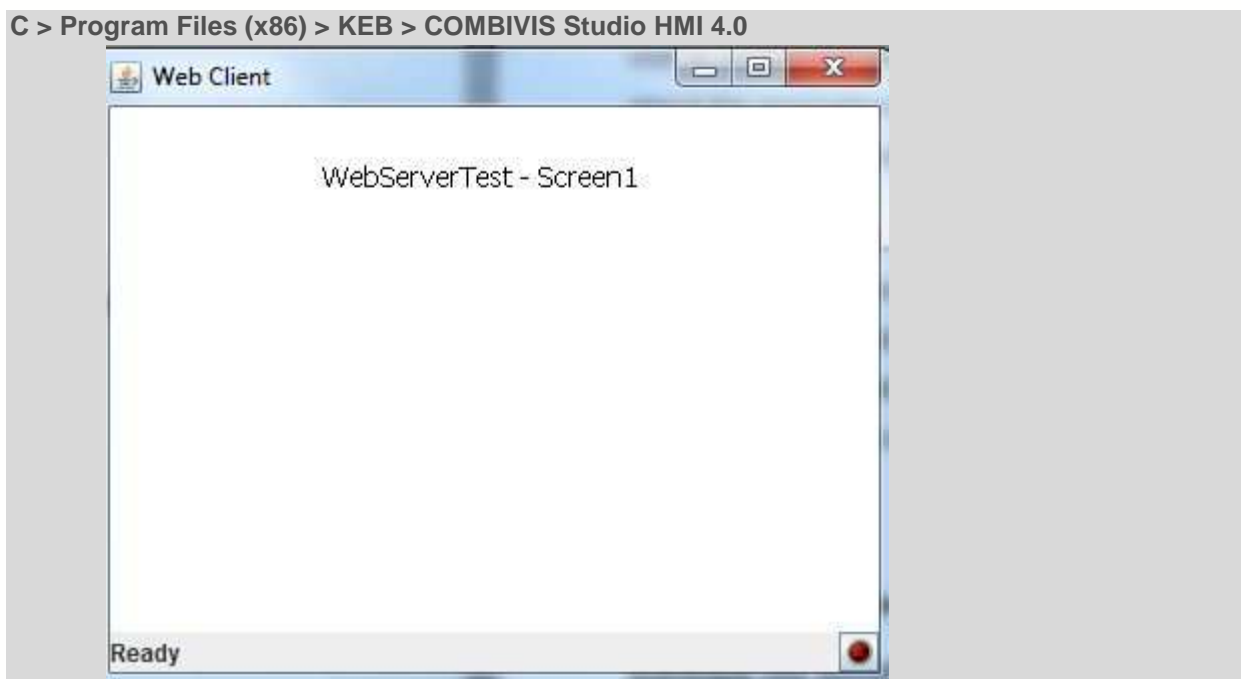 C > Program Files (x86) > KEB > COMBIVIS Studio HMI 4.0
Web Client
WebServerTest - Screen1
Ready